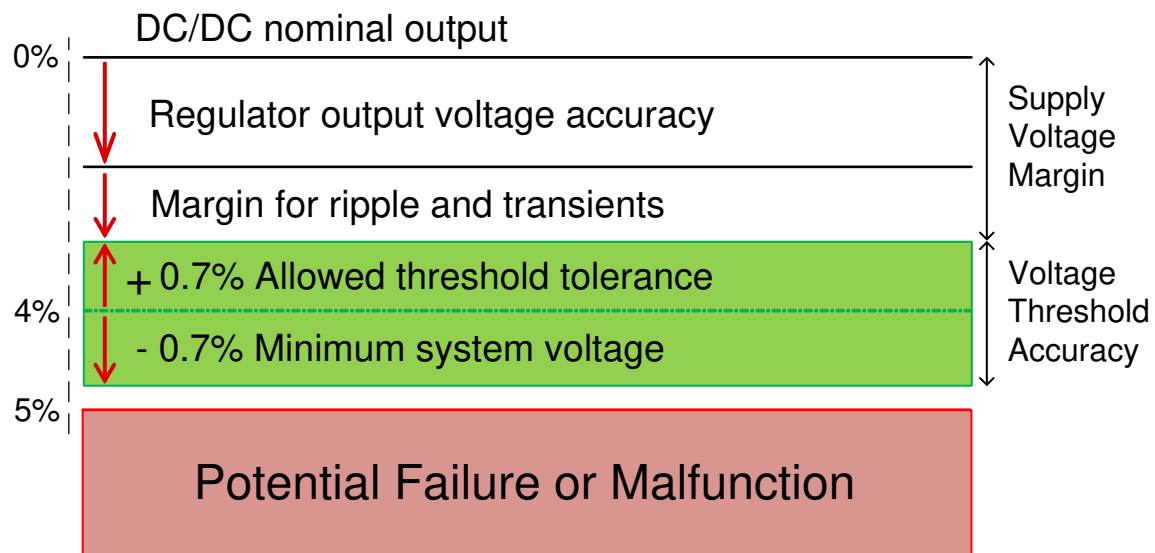 DC/DC nominal output
0%
Regulator output voltage accuracy
Supply
Voltage
Margin
Margin for ripple and transients
+ 0.7% Allowed threshold tolerance
4%
- 0.7% Minimum system voltage
Voltage
Threshold
Accuracy
5%
Potential Failure or Malfunction